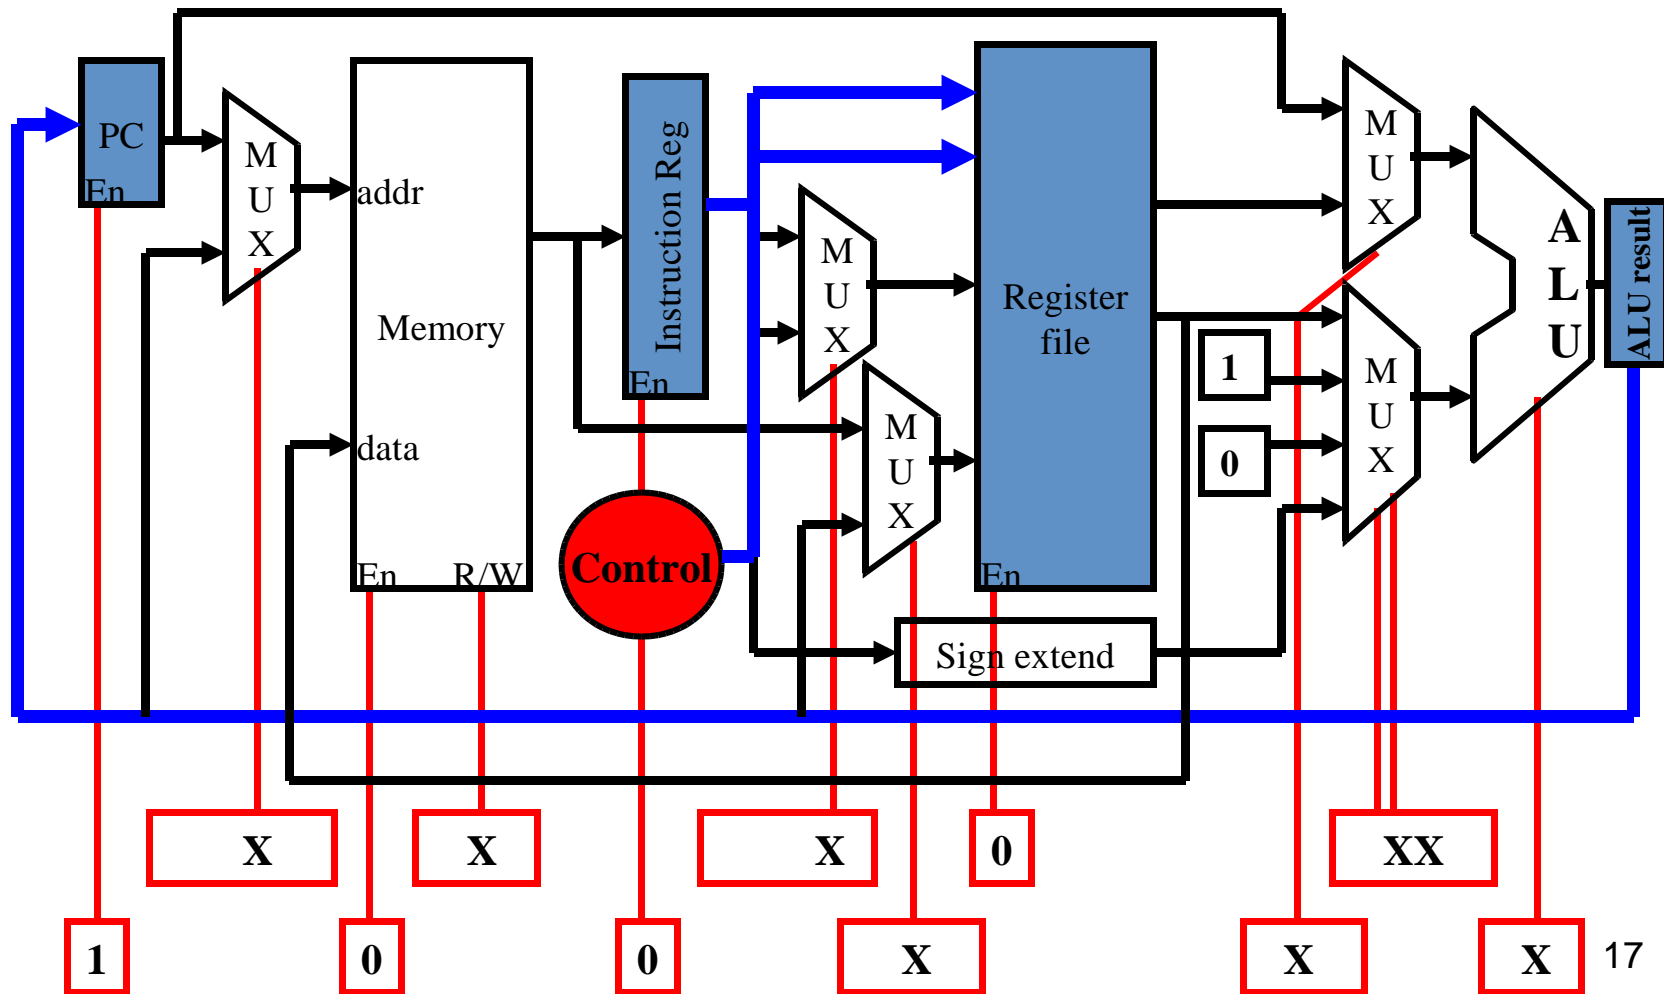 PC
En
M
U
X
addr
Memory
data
En
R/W
Instruction Reg
En
Control
M
U
X
M
U
X
Register
file
En
Sign extend
M
U
X
1
0
M
U
X
A
L
U
ALU result
X
X
X
0
XX
1
0
0
X
X
X
17